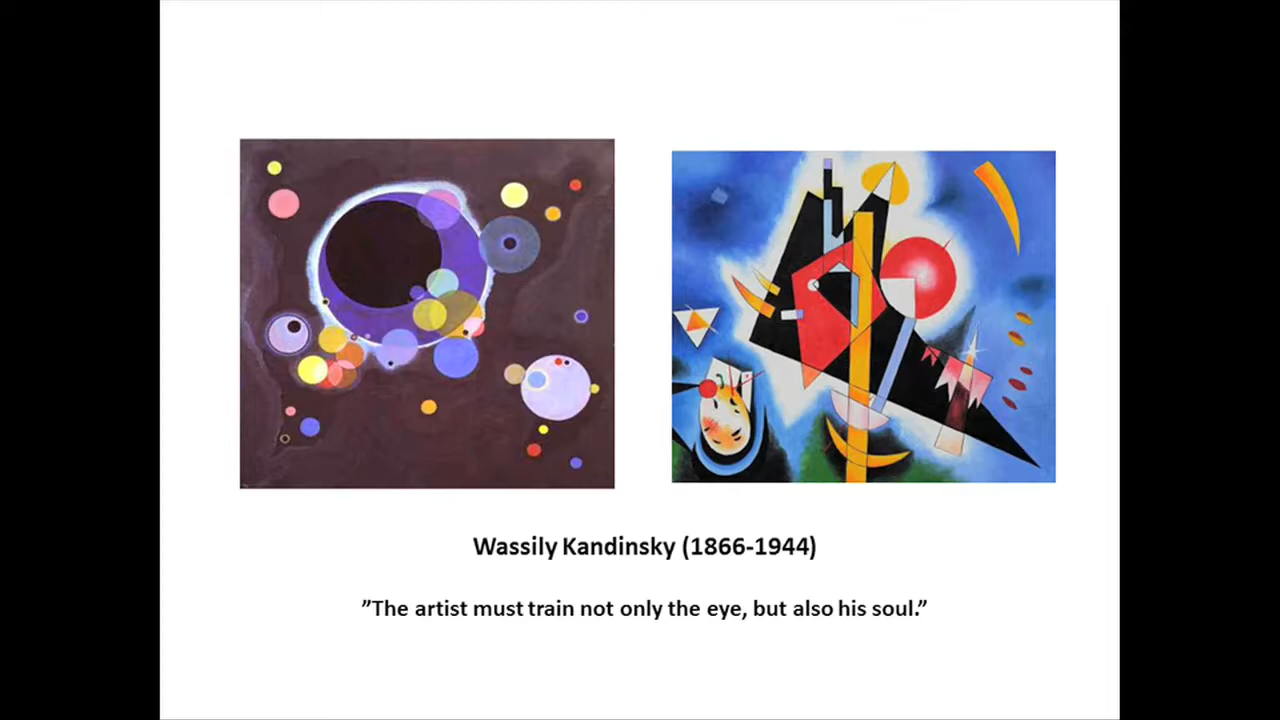 Wassily Kandinsky (1866-1944)
”The artist must train not only the eye, but also his soul.”